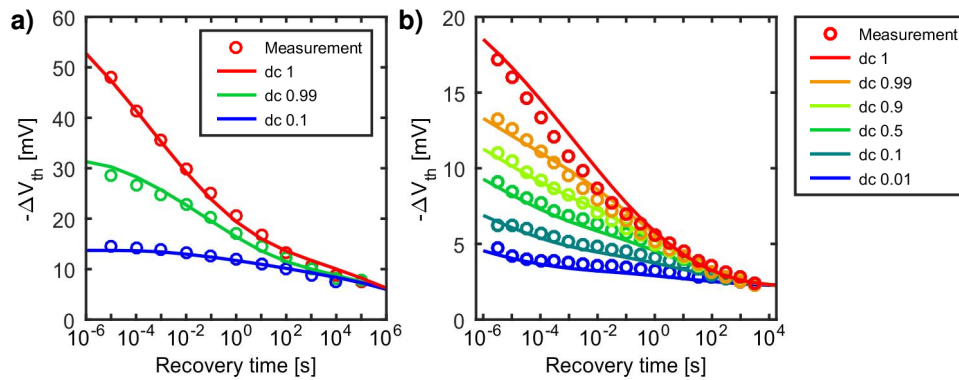 a)
-ΔV_th [mV]
60
50
40
30
20
10
0
10^-6 10^-4 10^-2 10^0 10^2 10^4 10^6
Recovery time [s]
Measurement
dc 1
dc 0.99
dc 0.1
b)
-ΔV_th [mV]
20
15
10
5
0
10^-6 10^-4 10^-2 10^0 10^2 10^4
Recovery time [s]
Measurement
dc 1
dc 0.99
dc 0.9
dc 0.5
dc 0.1
dc 0.01